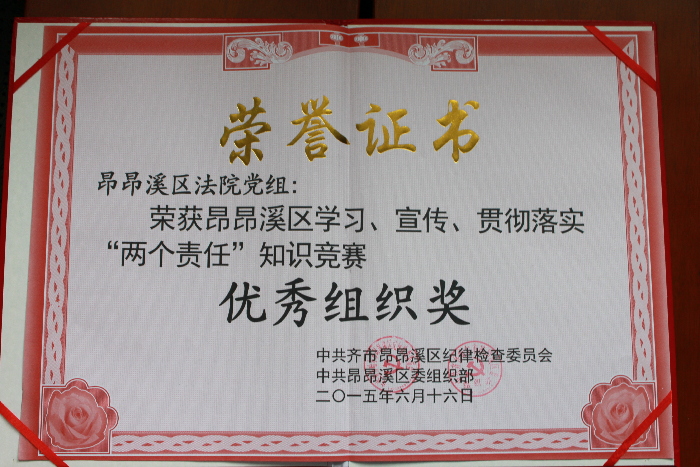 荣誉证书
昂昂溪区法院党组:
荣获昂昂溪区学习、宣传、贯彻落实
“两个责任”知识竞赛
优秀组织奖
中共齐市昂昂溪区纪律检查委员会
中共昂昂溪区委组织部
二〇一五年六月十六日